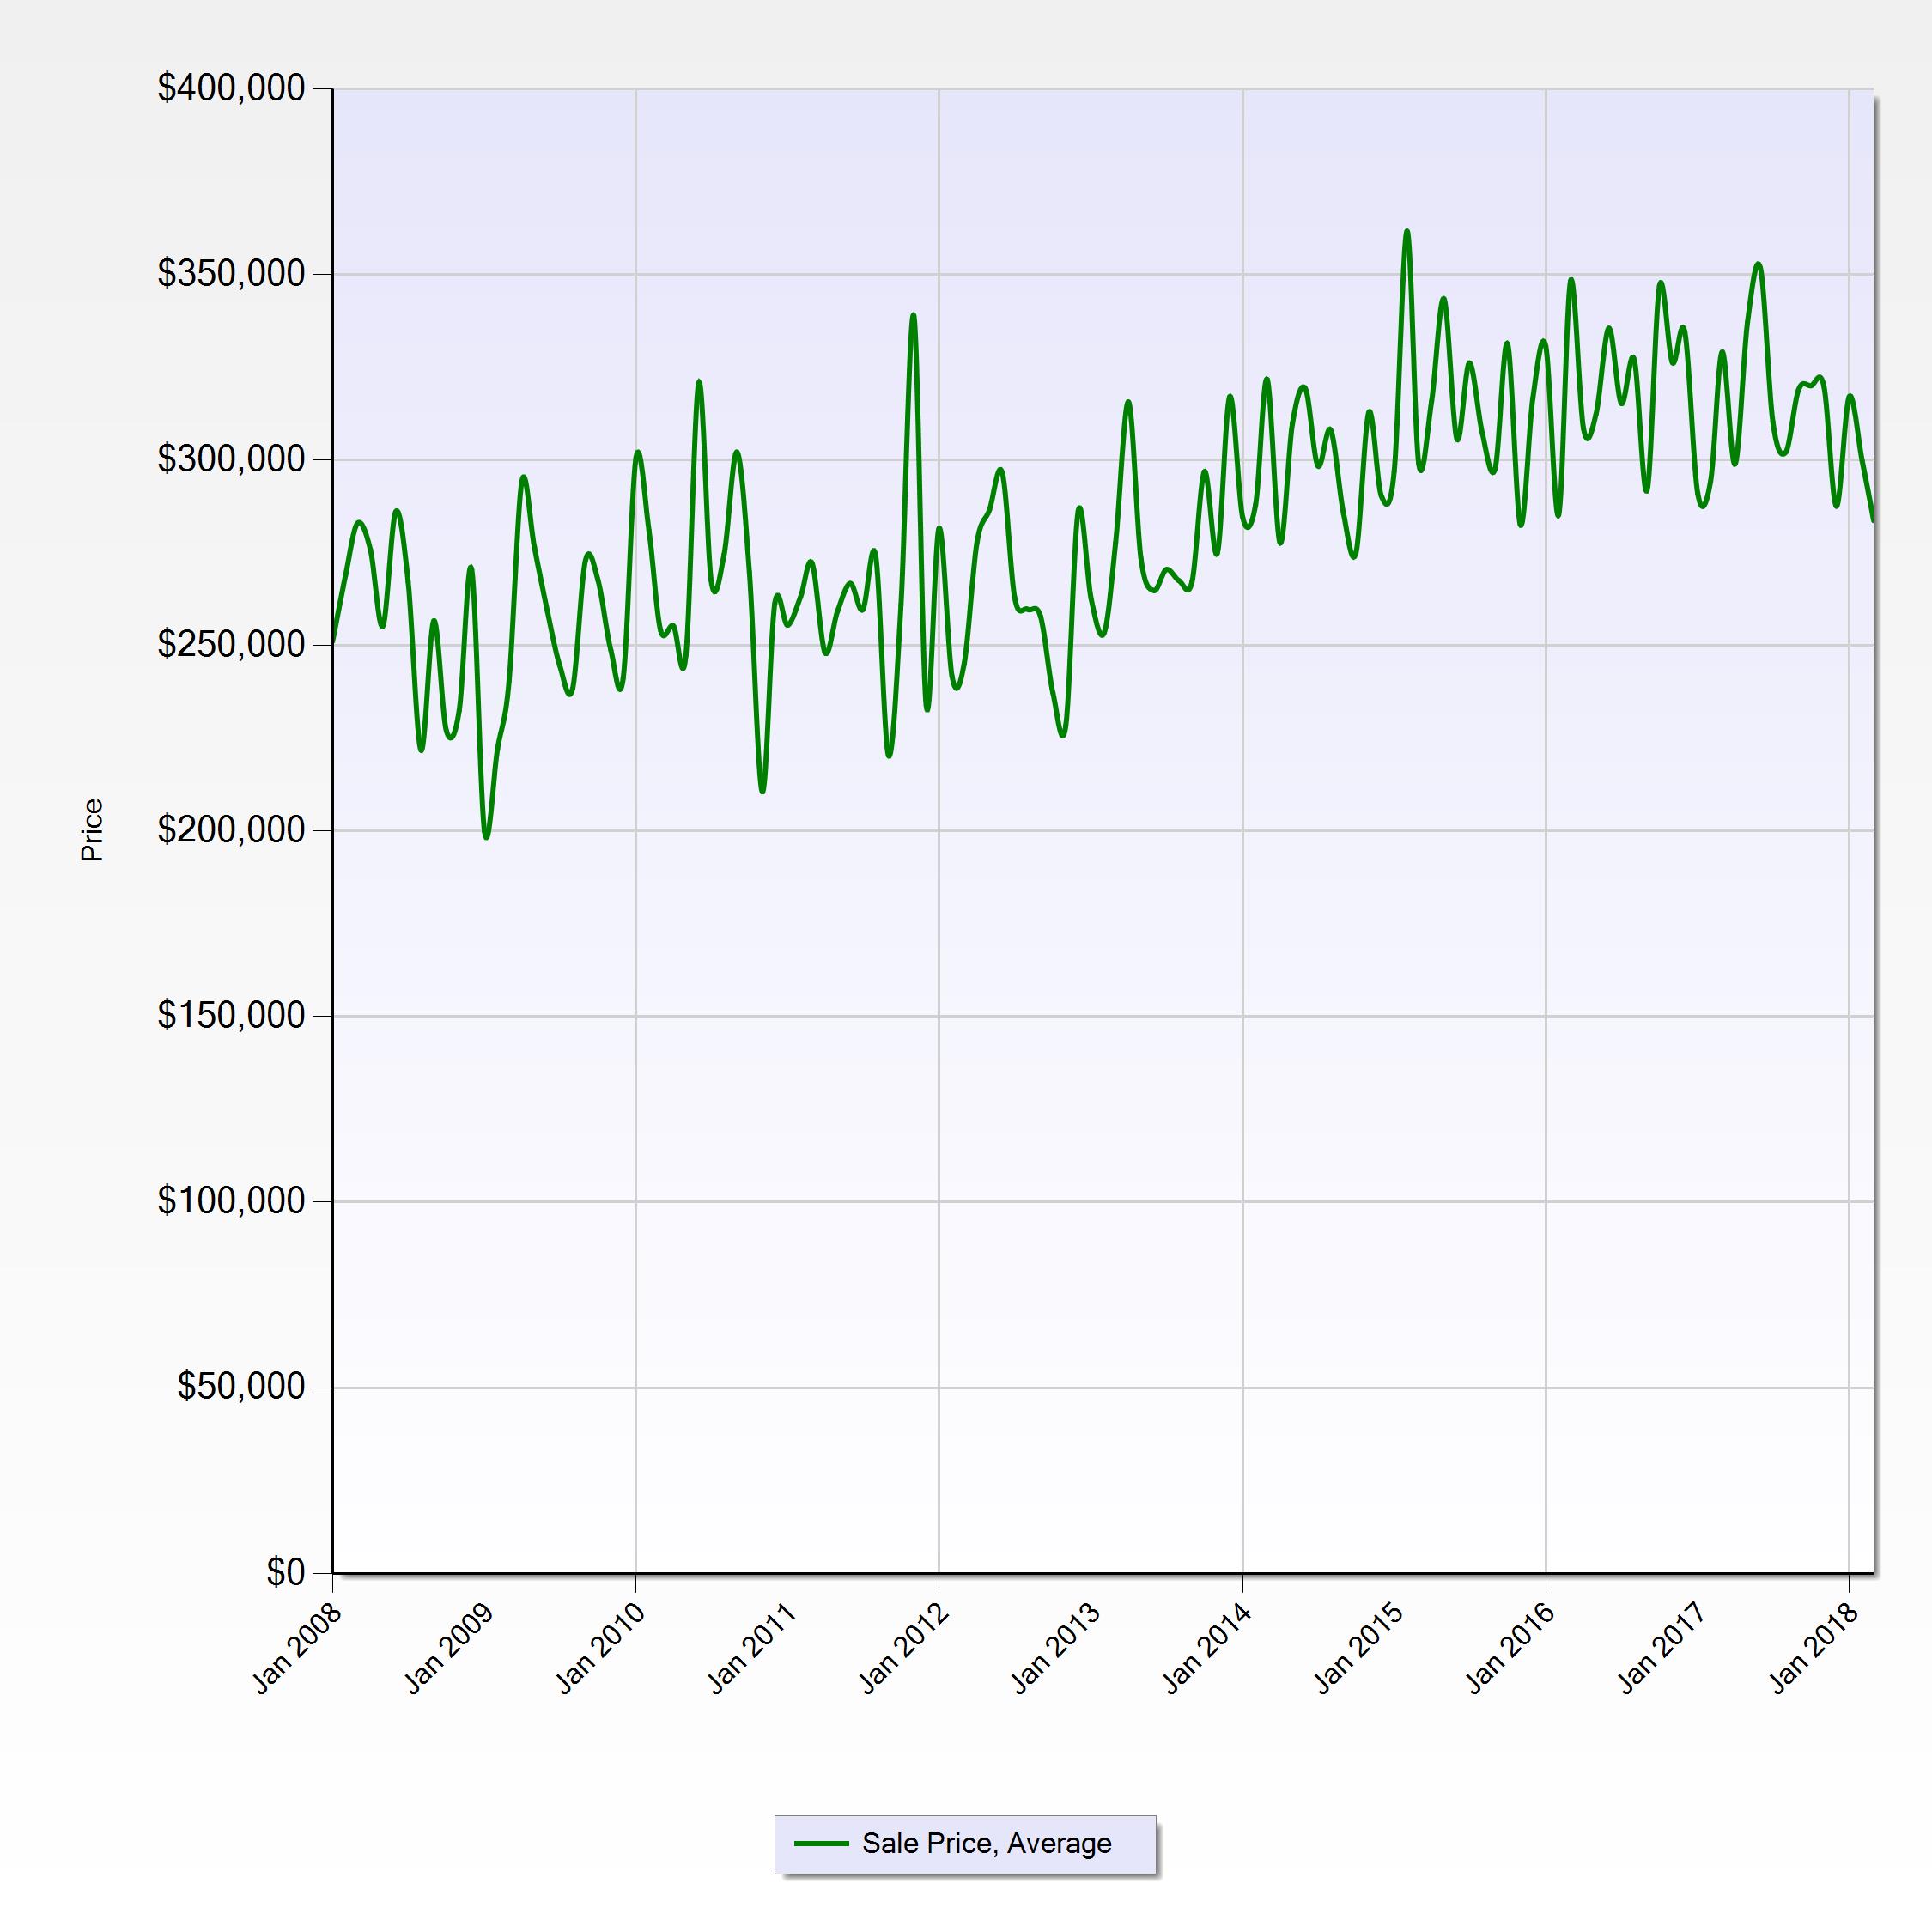 $400,000
$350,000
$300,000
$250,000
$200,000
$150,000
$100,000
$50,000
$0
Price
Jan 2008
Jan 2009
Jan 2010
Jan 2011
Jan 2012
Jan 2013
Jan 2014
Jan 2015
Jan 2016
Jan 2017
Jan 2018
Sale Price, Average